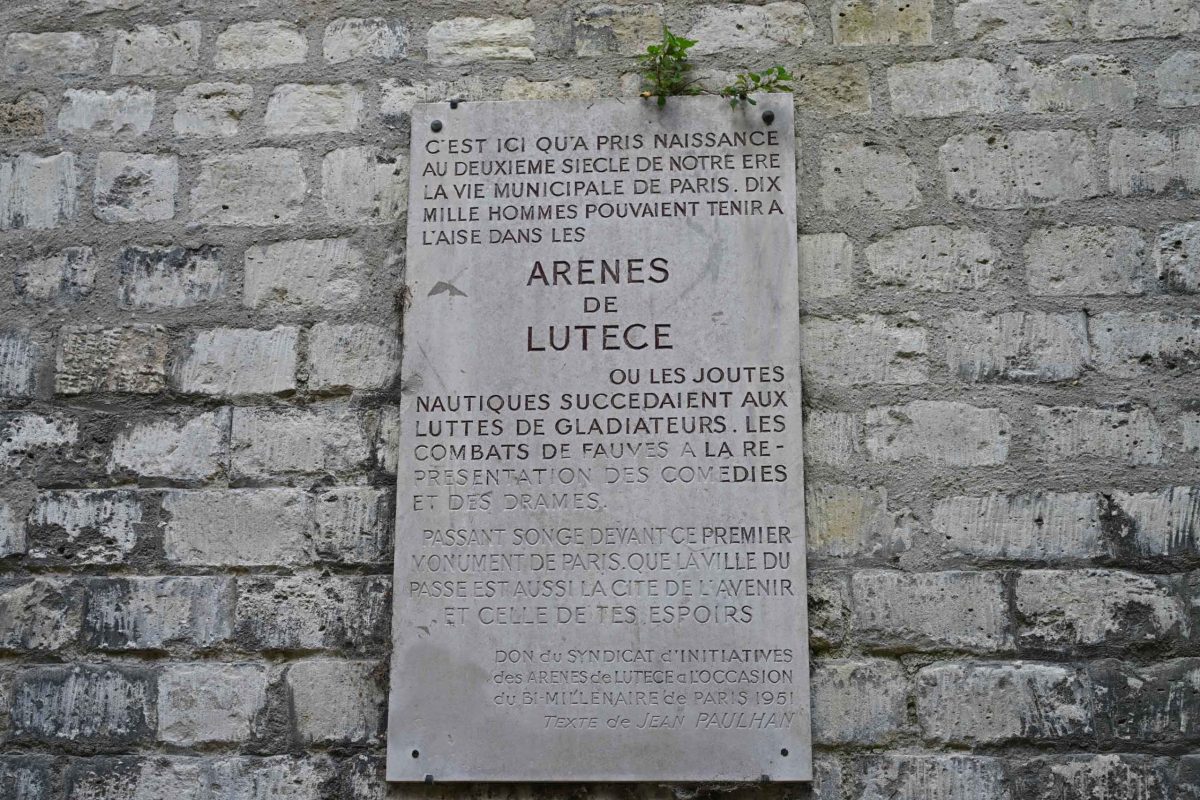 C'EST ICI QU'A PRIS NAISSANCE
AU DEUXIEME SIECLE DE NOTRE ERE
LA VIE MUNICIPALE DE PARIS. DIX
MILLE HOMMES POUVAIENT TENIR A
L'AISE DANS LES
ARENES
DE
LUTECE
OU LES JOUTES
NAUTIQUES SUCCEDAIENT AUX
LUTTES DE GLADIATEURS. LES
COMBATS DE FAUVES A LA RE-
PRESENTATION DES COMEDIES
ET DES DRAMES.
PASSANT SONGE DEVANT CE PREMIER
MONUMENT DE PARIS. QUE LA VILLE DU
PASSE EST AUSSI LA CITE DE L'AVENIR
ET CELLE DE TES ESPOIRS
DON du SYNDICAT d'INITIATIVES
des ARENES de LUTECE a L'OCCASION
du BI-MILLENAIRE de PARIS 1951
TEXTE de JEAN PAULHAN